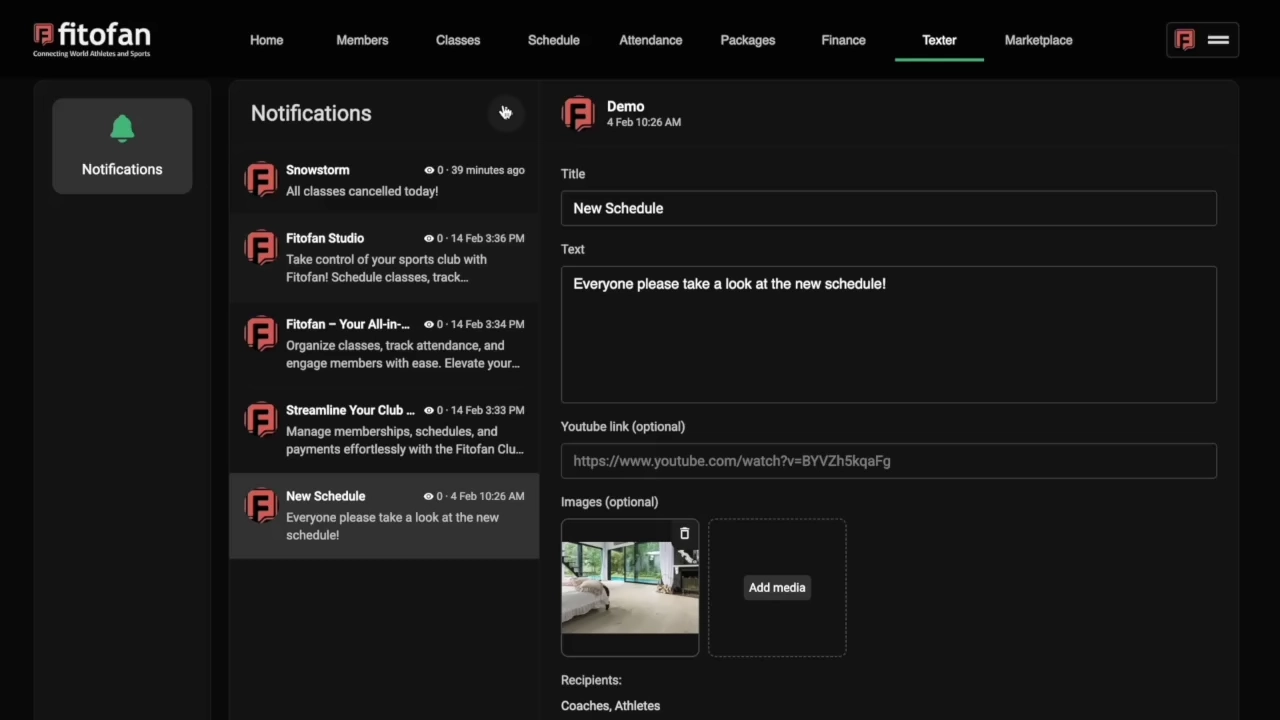 fitofan
Connecting World Athletes and Sports
Home
Members
Classes
Schedule
Attendance
Packages
Finance
Texter
Marketplace
Notifications
Notifications
Snowstorm
0 · 39 minutes ago
All classes cancelled today!
Fitofan Studio
0 · 14 Feb 3:36 PM
Take control of your sports club with
Fitofan! Schedule classes, track...
Fitofan – Your All-in-...
0 · 14 Feb 3:34 PM
Organize classes, track attendance, and
engage members with ease. Elevate your...
Streamline Your Club ...
0 · 14 Feb 3:33 PM
Manage memberships, schedules, and
payments effortlessly with the Fitofan Clu...
New Schedule
0 · 4 Feb 10:26 AM
Everyone please take a look at the new
schedule!
Demo
4 Feb 10:26 AM
Title
New Schedule
Text
Everyone please take a look at the new schedule!
Youtube link (optional)
https://www.youtube.com/watch?v=BYVZh5kqaFg
Images (optional)
Add media
Recipients:
Coaches, Athletes